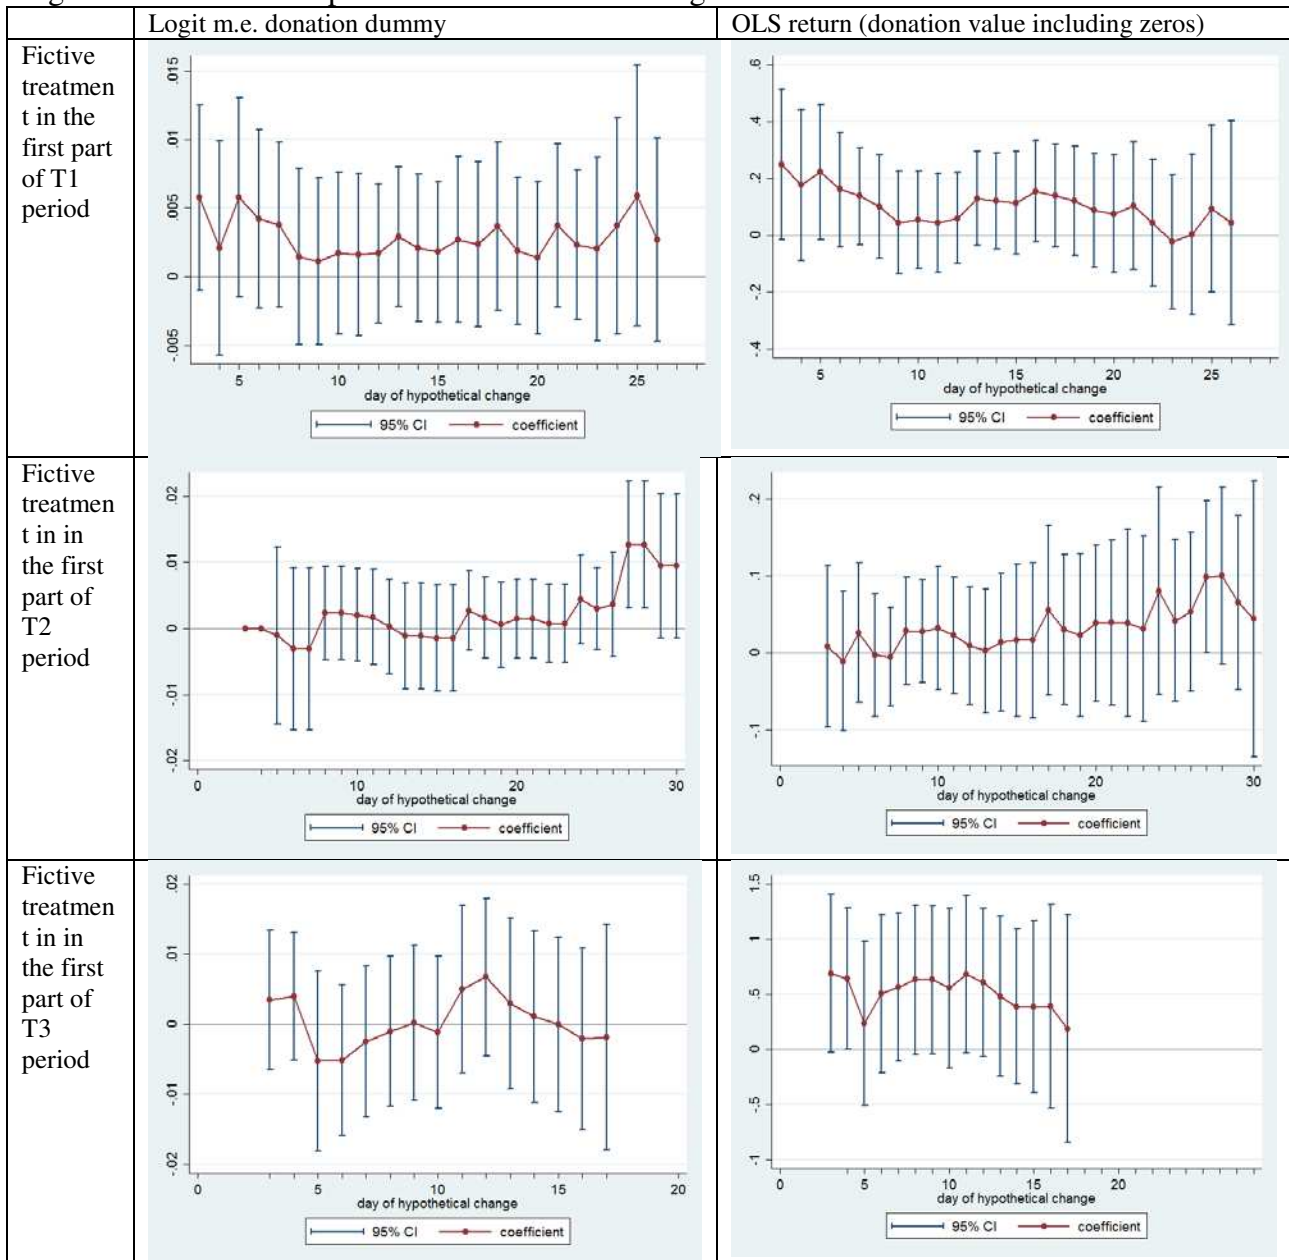 Logit m.e. donation dummy
OLS return (donation value including zeros)
Fictive
treatmen
t in the
first part
of T1
period
.015
.01
.005
0
-.005
5 10 15 20 25
day of hypothetical change
95% CI coefficient
.6
.4
.2
0
-.2
-.4
5 10 15 20 25
day of hypothetical change
95% CI coefficient
Fictive
treatmen
t in in
the first
part of
T2
period
.02
.01
0
-.01
-.02
0 10 20 30
day of hypothetical change
95% CI coefficient
.2
.1
0
-.1
0 10 20 30
day of hypothetical change
95% CI coefficient
Fictive
treatmen
t in in
the first
part of
T3
period
.02
.01
0
-.01
-.02
0 5 10 15 20
day of hypothetical change
95% CI coefficient
1.5
1
.5
0
-.5
-1
0 5 10 15 20 25
day of hypothetical change
95% CI coefficient